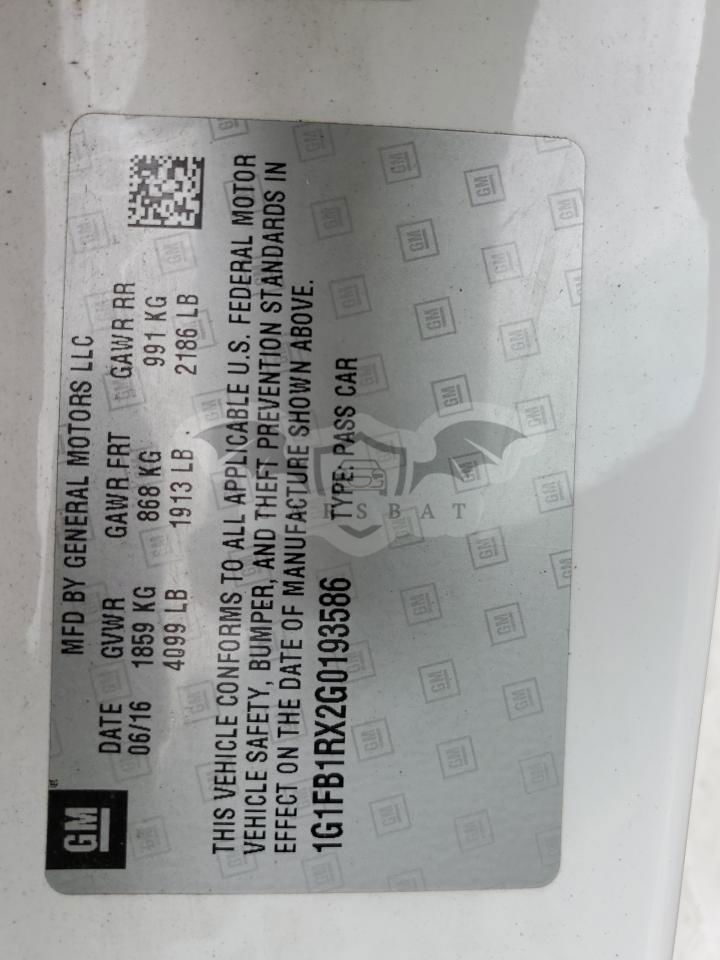 GM
MFD BY GENERAL MOTORS LLC
DATE GVWR GAWR FRT GAWR RR
06/16 1859 KG 868 KG 991 KG
4099 LB 1913 LB 2186 LB
THIS VEHICLE CONFORMS TO ALL APPLICABLE U.S. FEDERAL MOTOR
VEHICLE SAFETY, BUMPER, AND THEFT PREVENTION STANDARDS IN
EFFECT ON THE DATE OF MANUFACTURE SHOWN ABOVE.
1G1FB1RX2G0193586 TYPE: PASS CAR